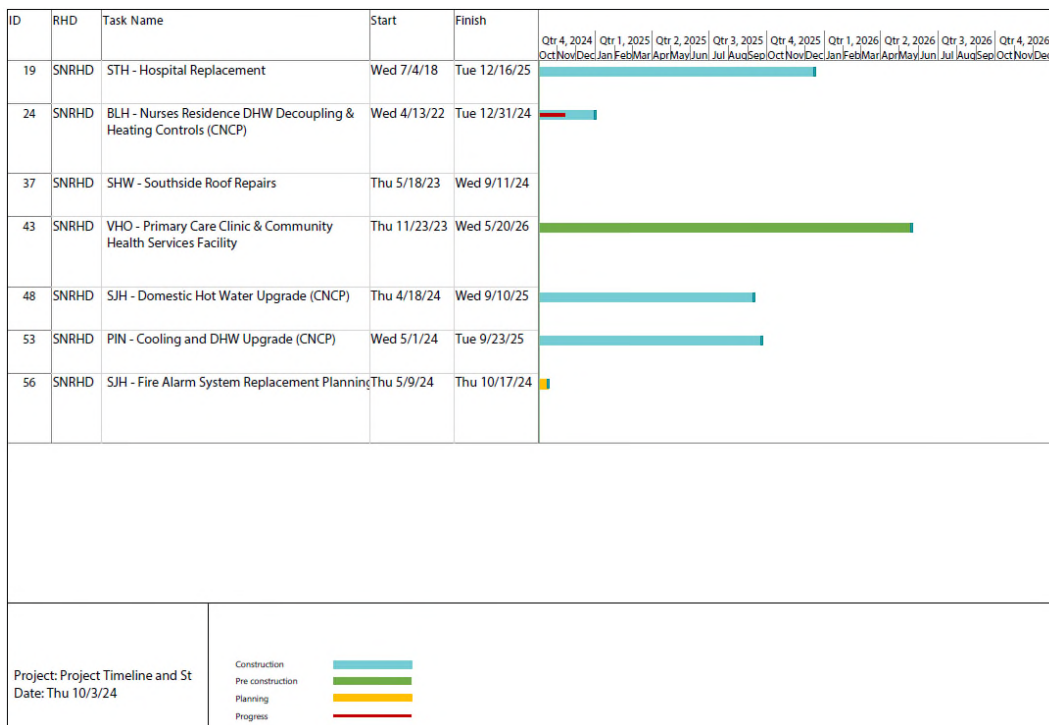 ID RHD Task Name Start Finish
Qtr 4, 2024 Qtr 1, 2025 Qtr 2, 2025 Qtr 3, 2025 Qtr 4, 2025 Qtr 1, 2026 Qtr 2, 2026 Qtr 3, 2026 Qtr 4, 2026
Oct Nov Dec Jan Feb Mar Apr May Jun Jul Aug Sep Oct Nov Dec Jan Feb Mar Apr May Jun Jul Aug Sep Oct Nov Dec
19 SNRHD STH - Hospital Replacement Wed 7/4/18 Tue 12/16/25
24 SNRHD BLH - Nurses Residence DHW Decoupling & Wed 4/13/22 Tue 12/31/24
Heating Controls (CNCP)
37 SNRHD SHW - Southside Roof Repairs Thu 5/18/23 Wed 9/11/24
43 SNRHD VHO - Primary Care Clinic & Community Thu 11/23/23 Wed 5/20/26
Health Services Facility
48 SNRHD SJH - Domestic Hot Water Upgrade (CNCP) Thu 4/18/24 Wed 9/10/25
53 SNRHD PIN - Cooling and DHW Upgrade (CNCP) Wed 5/1/24 Tue 9/23/25
56 SNRHD SJH - Fire Alarm System Replacement Planning Thu 5/9/24 Thu 10/17/24
Project: Project Timeline and St
Date: Thu 10/3/24
Construction
Pre construction
Planning
Progress